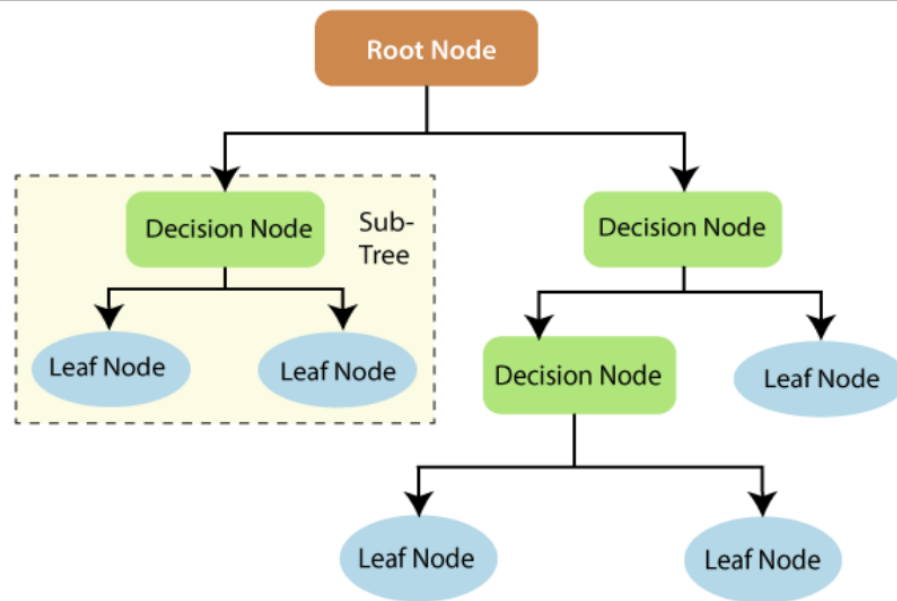 Root Node
Decision Node
Sub-
Tree
Decision Node
Leaf Node
Leaf Node
Decision Node
Leaf Node
Leaf Node
Leaf Node